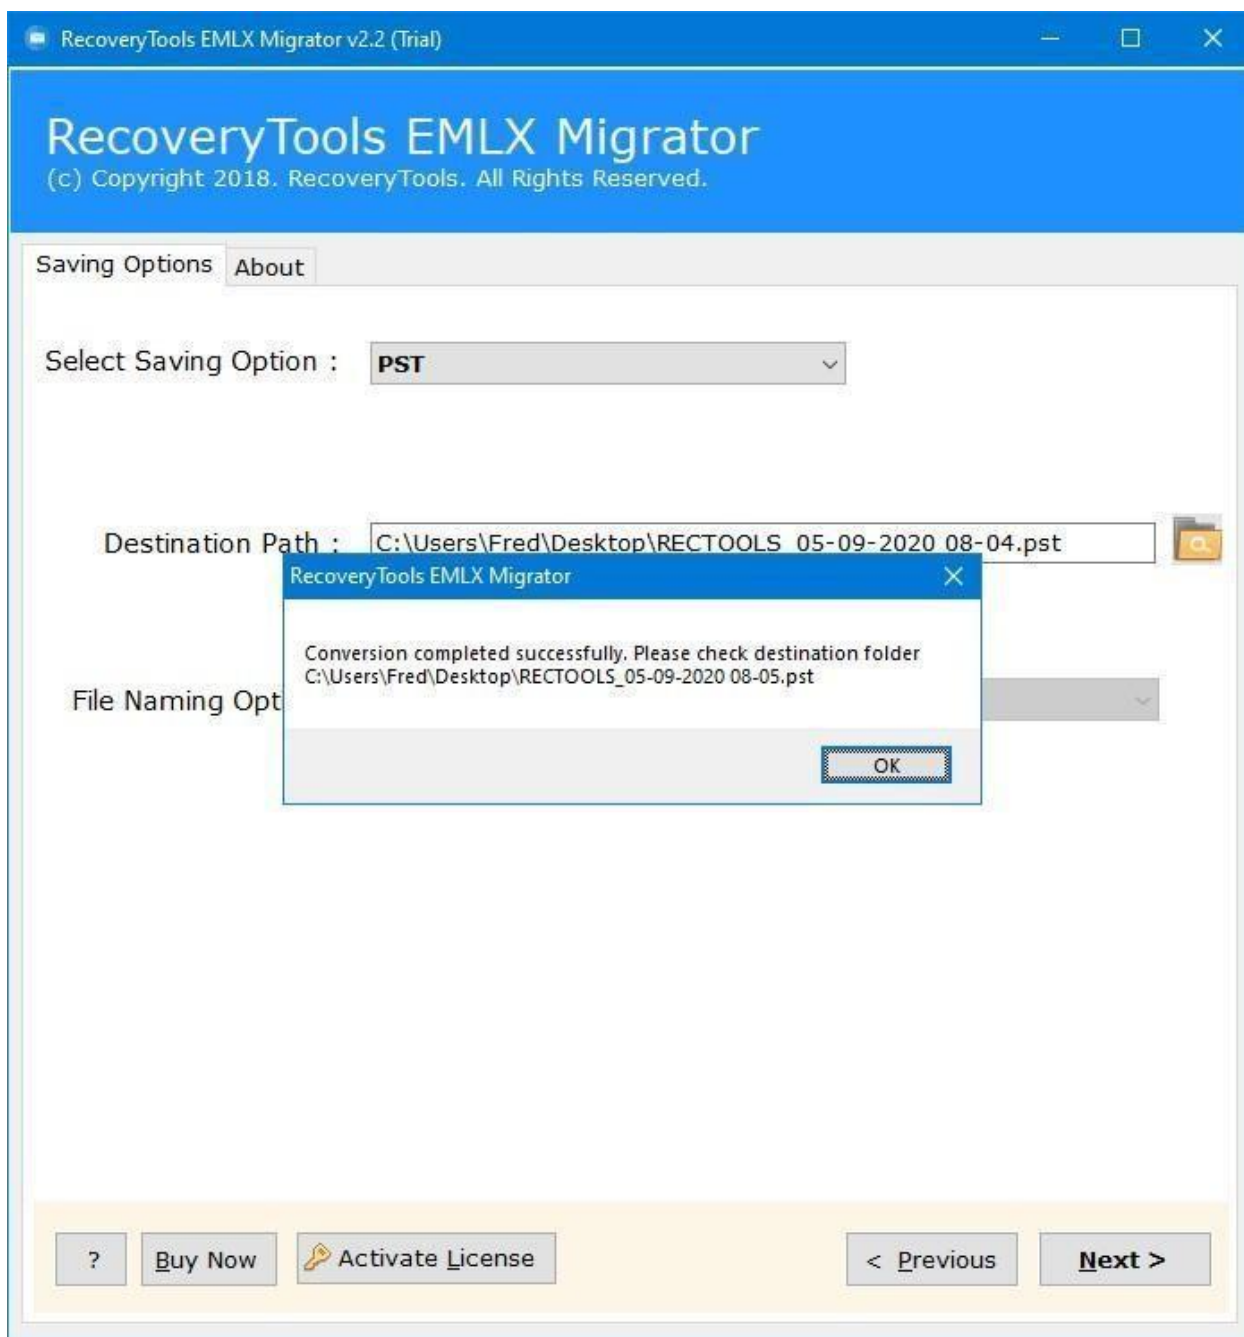 RecoveryTools EMLX Migrator v2.2 (Trial)
RecoveryTools EMLX Migrator
(c) Copyright 2018. RecoveryTools. All Rights Reserved.
Saving Options About
Select Saving Option : PST
Destination Path : C:\Users\Fred\Desktop\RECTOOLS_05-09-2020 08-04.pst
RecoveryTools EMLX Migrator
Conversion completed successfully. Please check destination folder
C:\Users\Fred\Desktop\RECTOOLS_05-09-2020 08-05.pst
File Naming Opt
OK
? Buy Now Activate License < Previous Next >